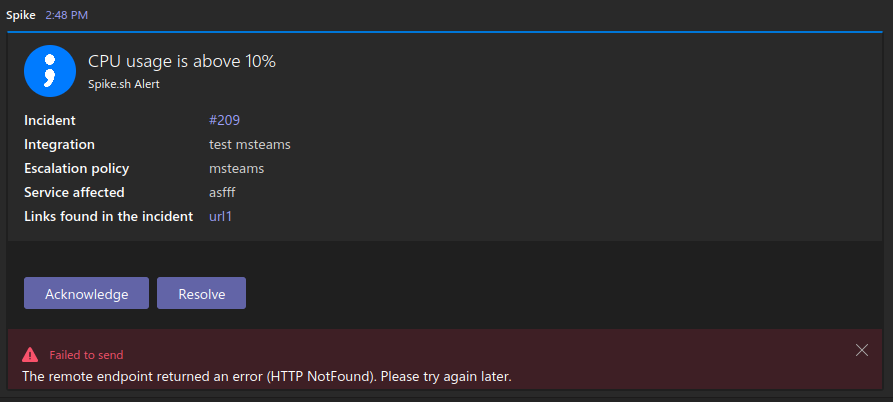 Spike 2:48 PM
CPU usage is above 10%
Spike.sh Alert
Incident #209
Integration test msteams
Escalation policy msteams
Service affected asfff
Links found in the incident url1
Acknowledge Resolve
Failed to send
The remote endpoint returned an error (HTTP NotFound). Please try again later.